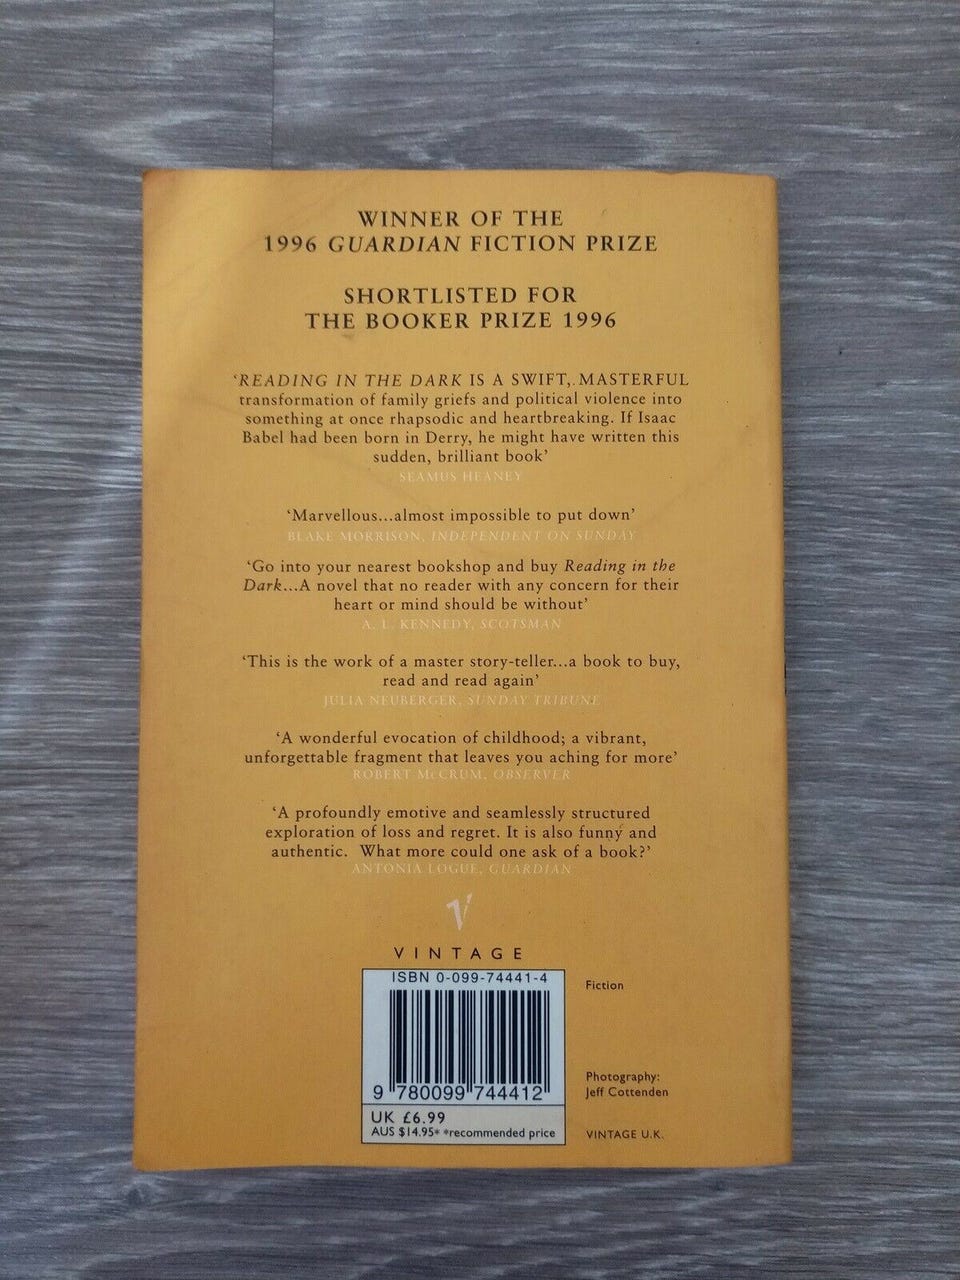 WINNER OF THE
1996 GUARDIAN FICTION PRIZE
SHORTLISTED FOR
THE BOOKER PRIZE 1996
‘READING IN THE DARK IS A SWIFT, MASTERFUL
transformation of family griefs and political violence into
something at once rhapsodic and heartbreaking. If Isaac
Babel had been born in Derry, he might have written this
sudden, brilliant book’
SEAMUS HEANEY
‘Marvellous...almost impossible to put down’
BLAKE MORRISON, INDEPENDENT ON SUNDAY
‘Go into your nearest bookshop and buy Reading in the
Dark...A novel that no reader with any concern for their
heart or mind should be without’
A. L. KENNEDY, SCOTSMAN
‘This is the work of a master story-teller...a book to buy,
read and read again’
JULIA NEUBERGER, SUNDAY TRIBUNE
‘A wonderful evocation of childhood; a vibrant,
unforgettable fragment that leaves you aching for more’
ROBERT McCRUM, OBSERVER
‘A profoundly emotive and seamlessly structured
exploration of loss and regret. It is also funny and
authentic. What more could one ask of a book?’
ANTONIA LOGUE, GUARDIAN
V
VINTAGE
ISBN 0-099-74441-4
9 780099 744412
UK £6.99
AUS $14.95* *recommended price
Fiction
Photography:
Jeff Cottenden
VINTAGE U.K.